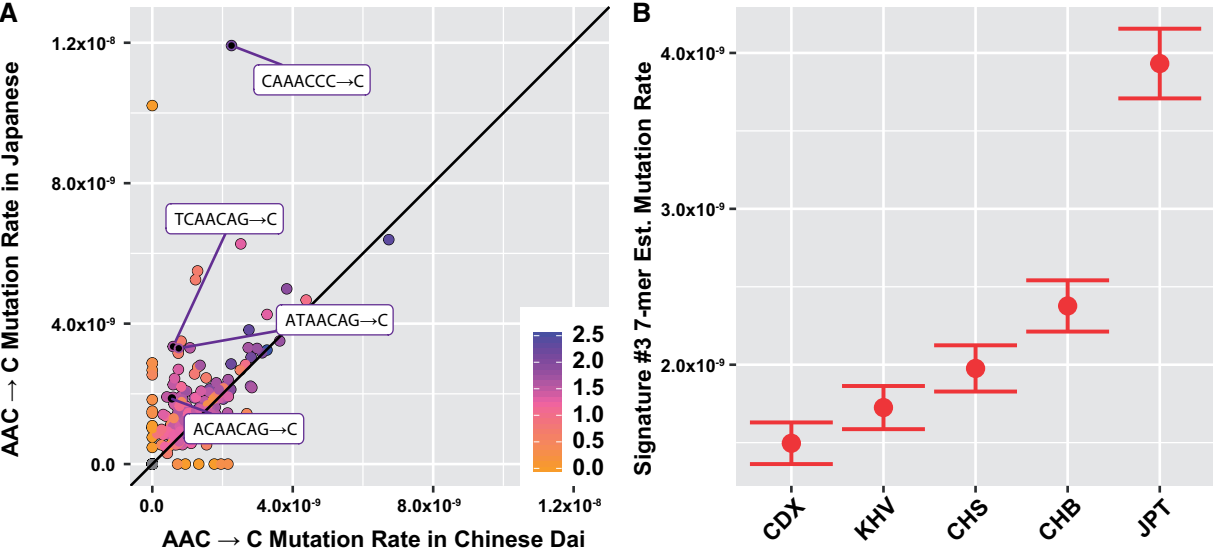 A
AAC → C Mutation Rate in Japanese
1.2x10⁻⁸
8.0x10⁻⁹
4.0x10⁻⁹
0.0
CAAACCC→C
TCAACAG→C
ATAACAG→C
ACAACAG→C
2.5
2.0
1.5
1.0
0.5
0.0
0.0
4.0x10⁻⁹
8.0x10⁻⁹
1.2x10⁻⁸
AAC → C Mutation Rate in Chinese Dai
B
Signature #3 7-mer Est. Mutation Rate
4.0x10⁻⁹
3.0x10⁻⁹
2.0x10⁻⁹
CDX
KHV
CHS
CHB
JPT